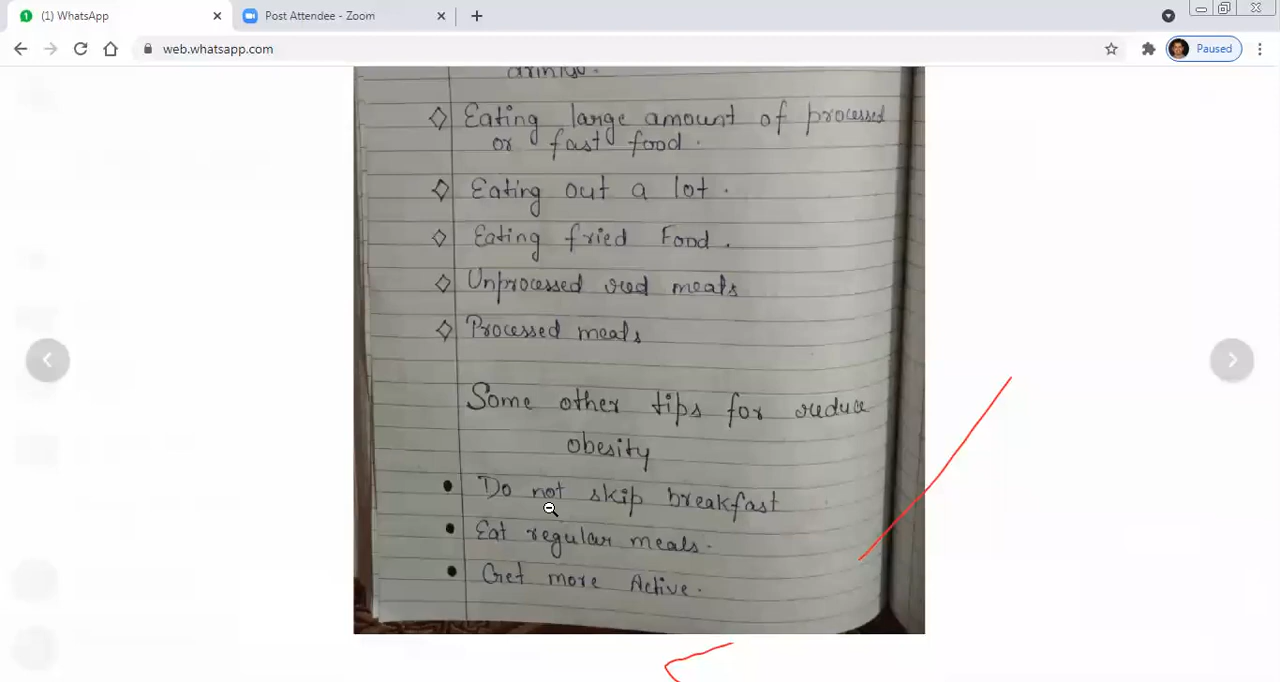 (1) WhatsApp
Post Attendee - Zoom
web.whatsapp.com
Paused
◇ Eating large amount of processed
or fast food.
◇ Eating out a lot.
◇ Eating fried Food.
◇ Unprocessed red meats
◇ Processed meats
Some other tips for reduce
obesity
• Do not skip breakfast
• Eat regular meals.
• Get more Active.